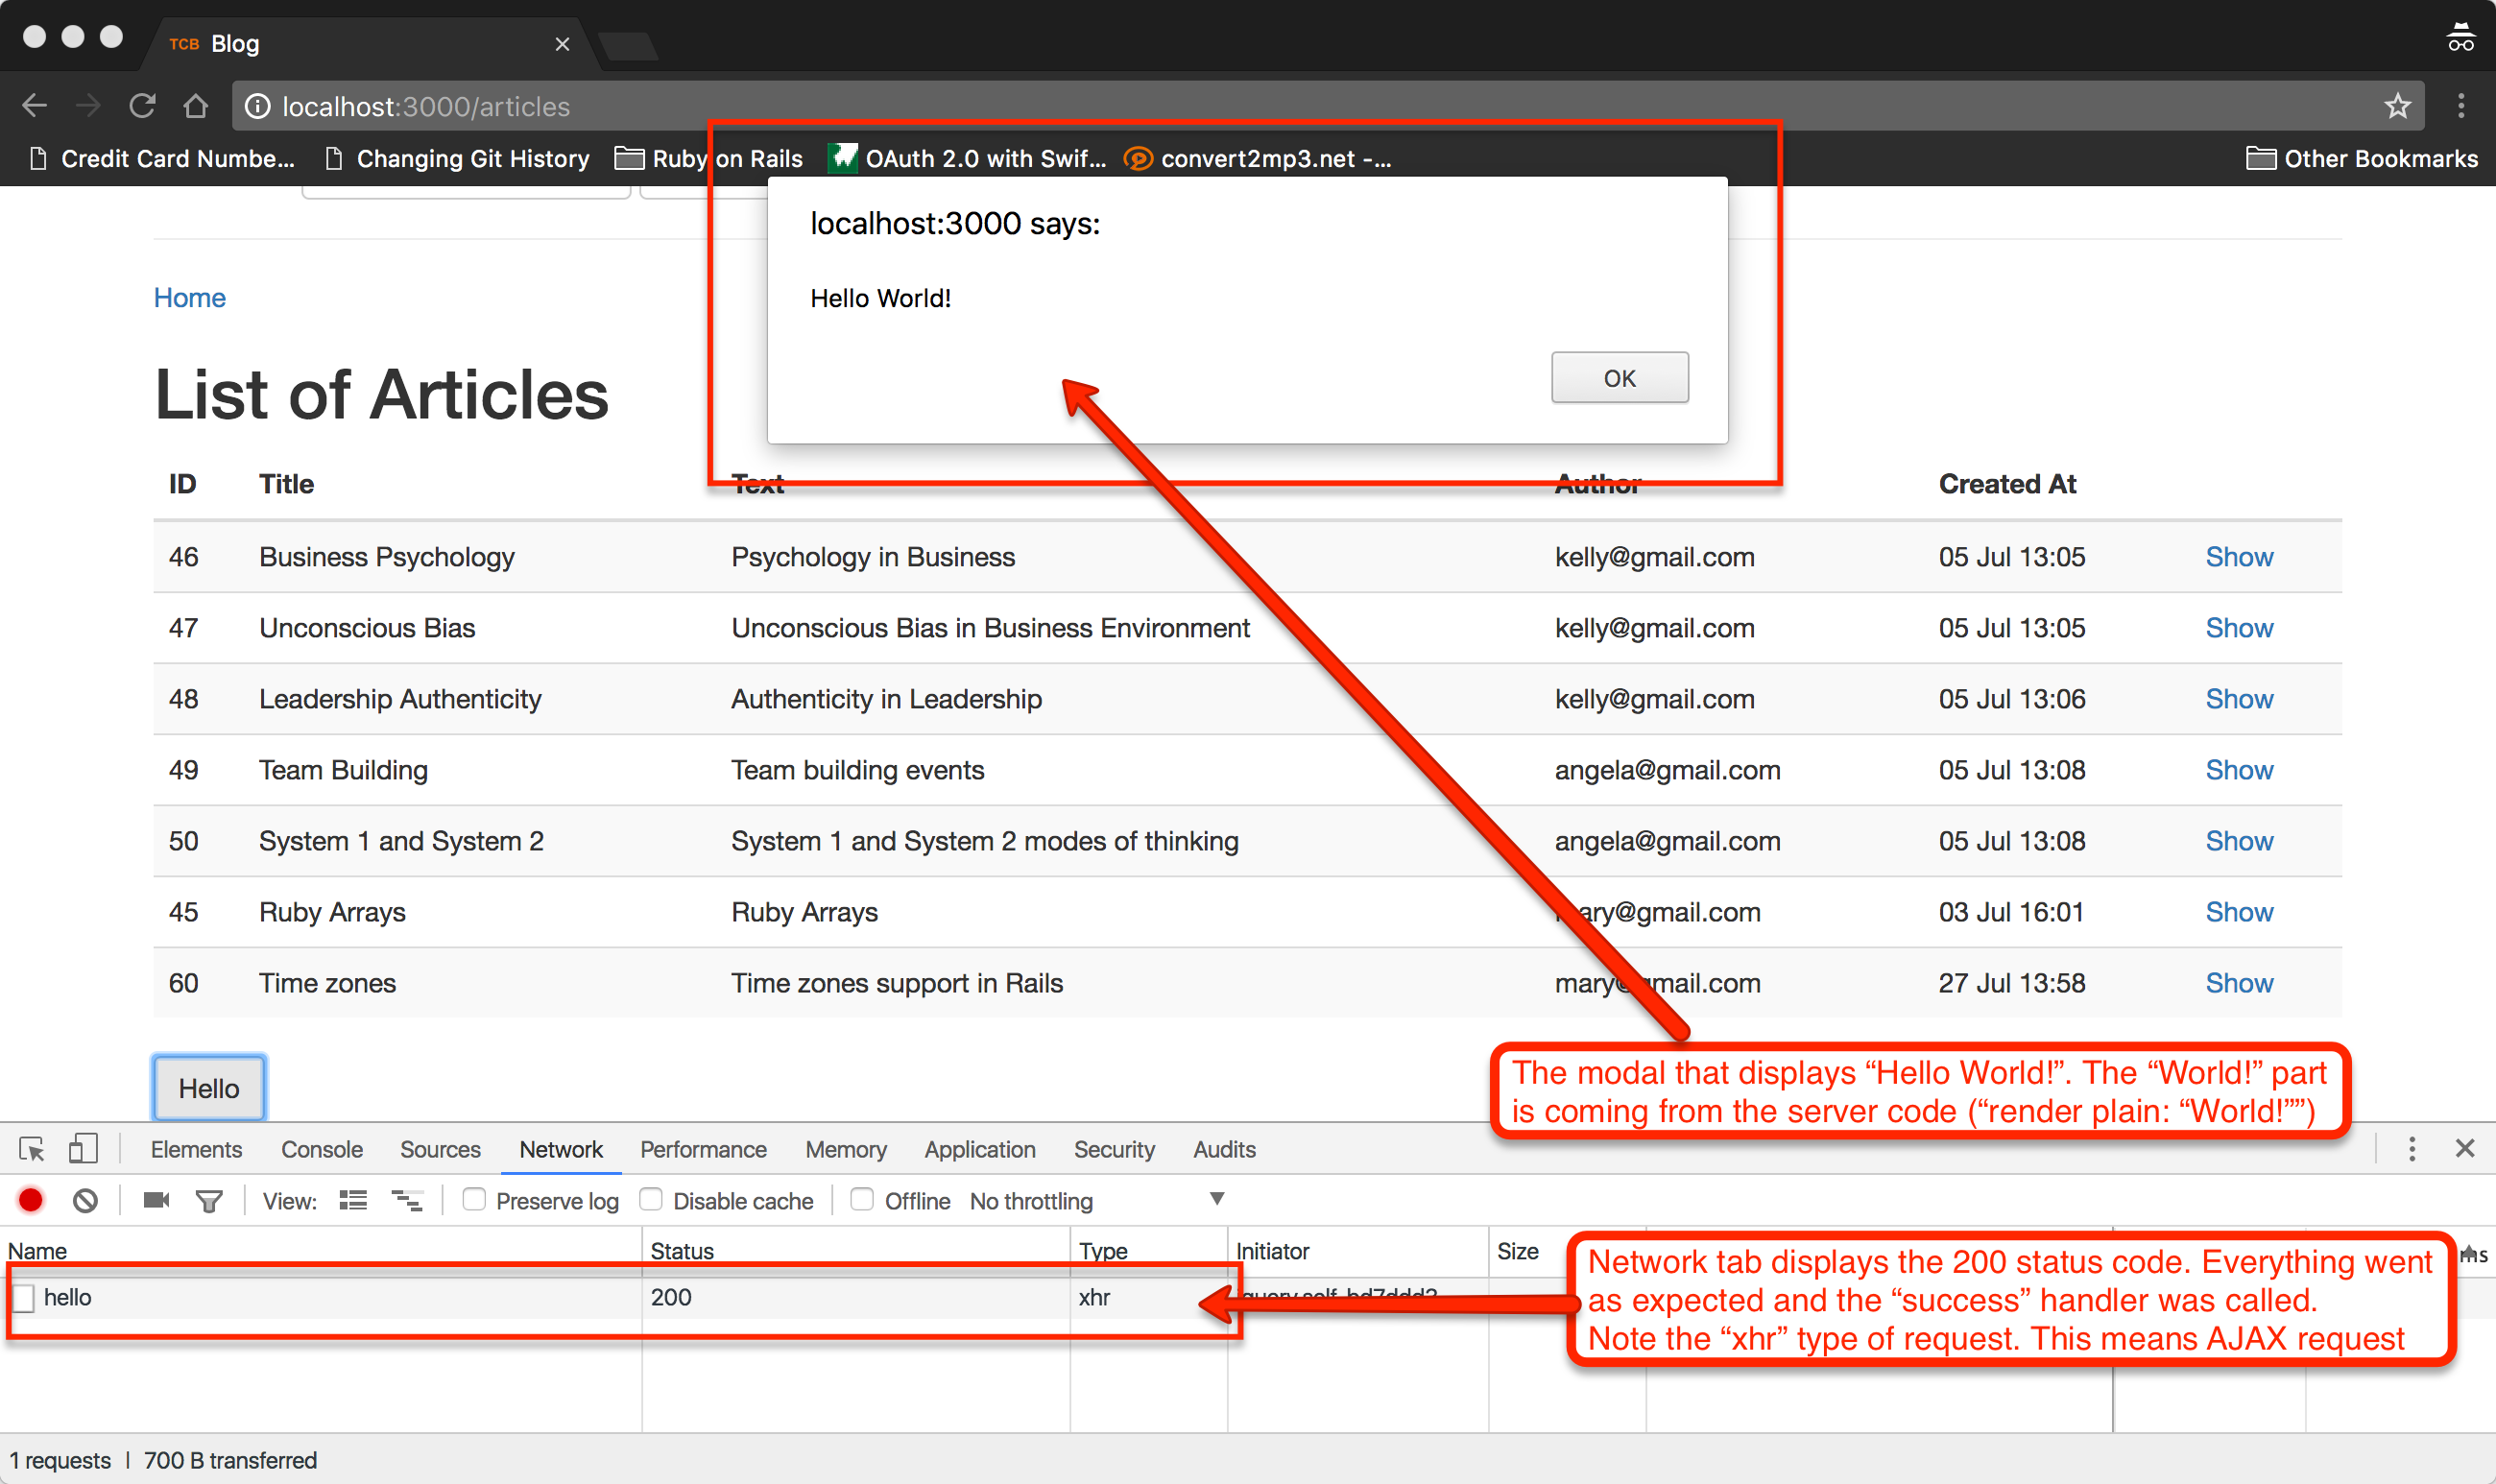 TCB Blog
localhost:3000/articles
Credit Card Numbe... Changing Git History Ruby on Rails OAuth 2.0 with Swif... convert2mp3.net -... Other Bookmarks
localhost:3000 says:
Hello World!
OK
Home
List of Articles
ID Title Text Author Created At
46 Business Psychology Psychology in Business kelly@gmail.com 05 Jul 13:05 Show
47 Unconscious Bias Unconscious Bias in Business Environment kelly@gmail.com 05 Jul 13:05 Show
48 Leadership Authenticity Authenticity in Leadership kelly@gmail.com 05 Jul 13:06 Show
49 Team Building Team building events angela@gmail.com 05 Jul 13:08 Show
50 System 1 and System 2 System 1 and System 2 modes of thinking angela@gmail.com 05 Jul 13:08 Show
45 Ruby Arrays Ruby Arrays mary@gmail.com 03 Jul 16:01 Show
60 Time zones Time zones support in Rails mary@gmail.com 27 Jul 13:58 Show
Hello
The modal that displays “Hello World!”. The “World!” part
is coming from the server code (“render plain: “World!””)
Elements Console Sources Network Performance Memory Application Security Audits
View: Preserve log Disable cache Offline No throttling
Name Status Type Initiator Size
hello 200 xhr
Network tab displays the 200 status code. Everything went
as expected and the “success” handler was called.
Note the “xhr” type of request. This means AJAX request
1 requests | 700 B transferred